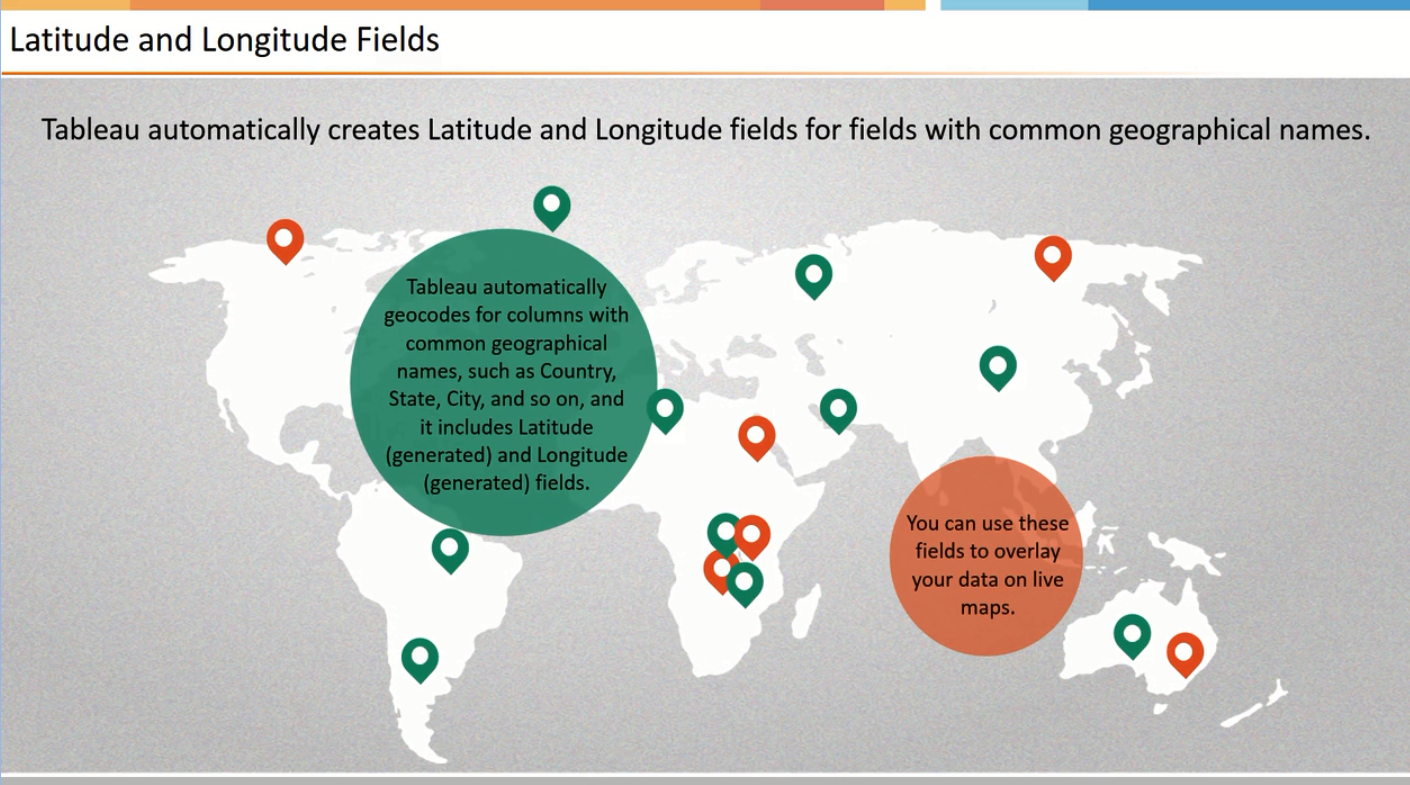 Latitude and Longitude Fields
Tableau automatically creates Latitude and Longitude fields for fields with common geographical names.
Tableau automatically
geocodes for columns with
common geographical
names, such as Country,
State, City, and so on, and
it includes Latitude
(generated) and Longitude
(generated) fields.
You can use these
fields to overlay
your data on live
maps.